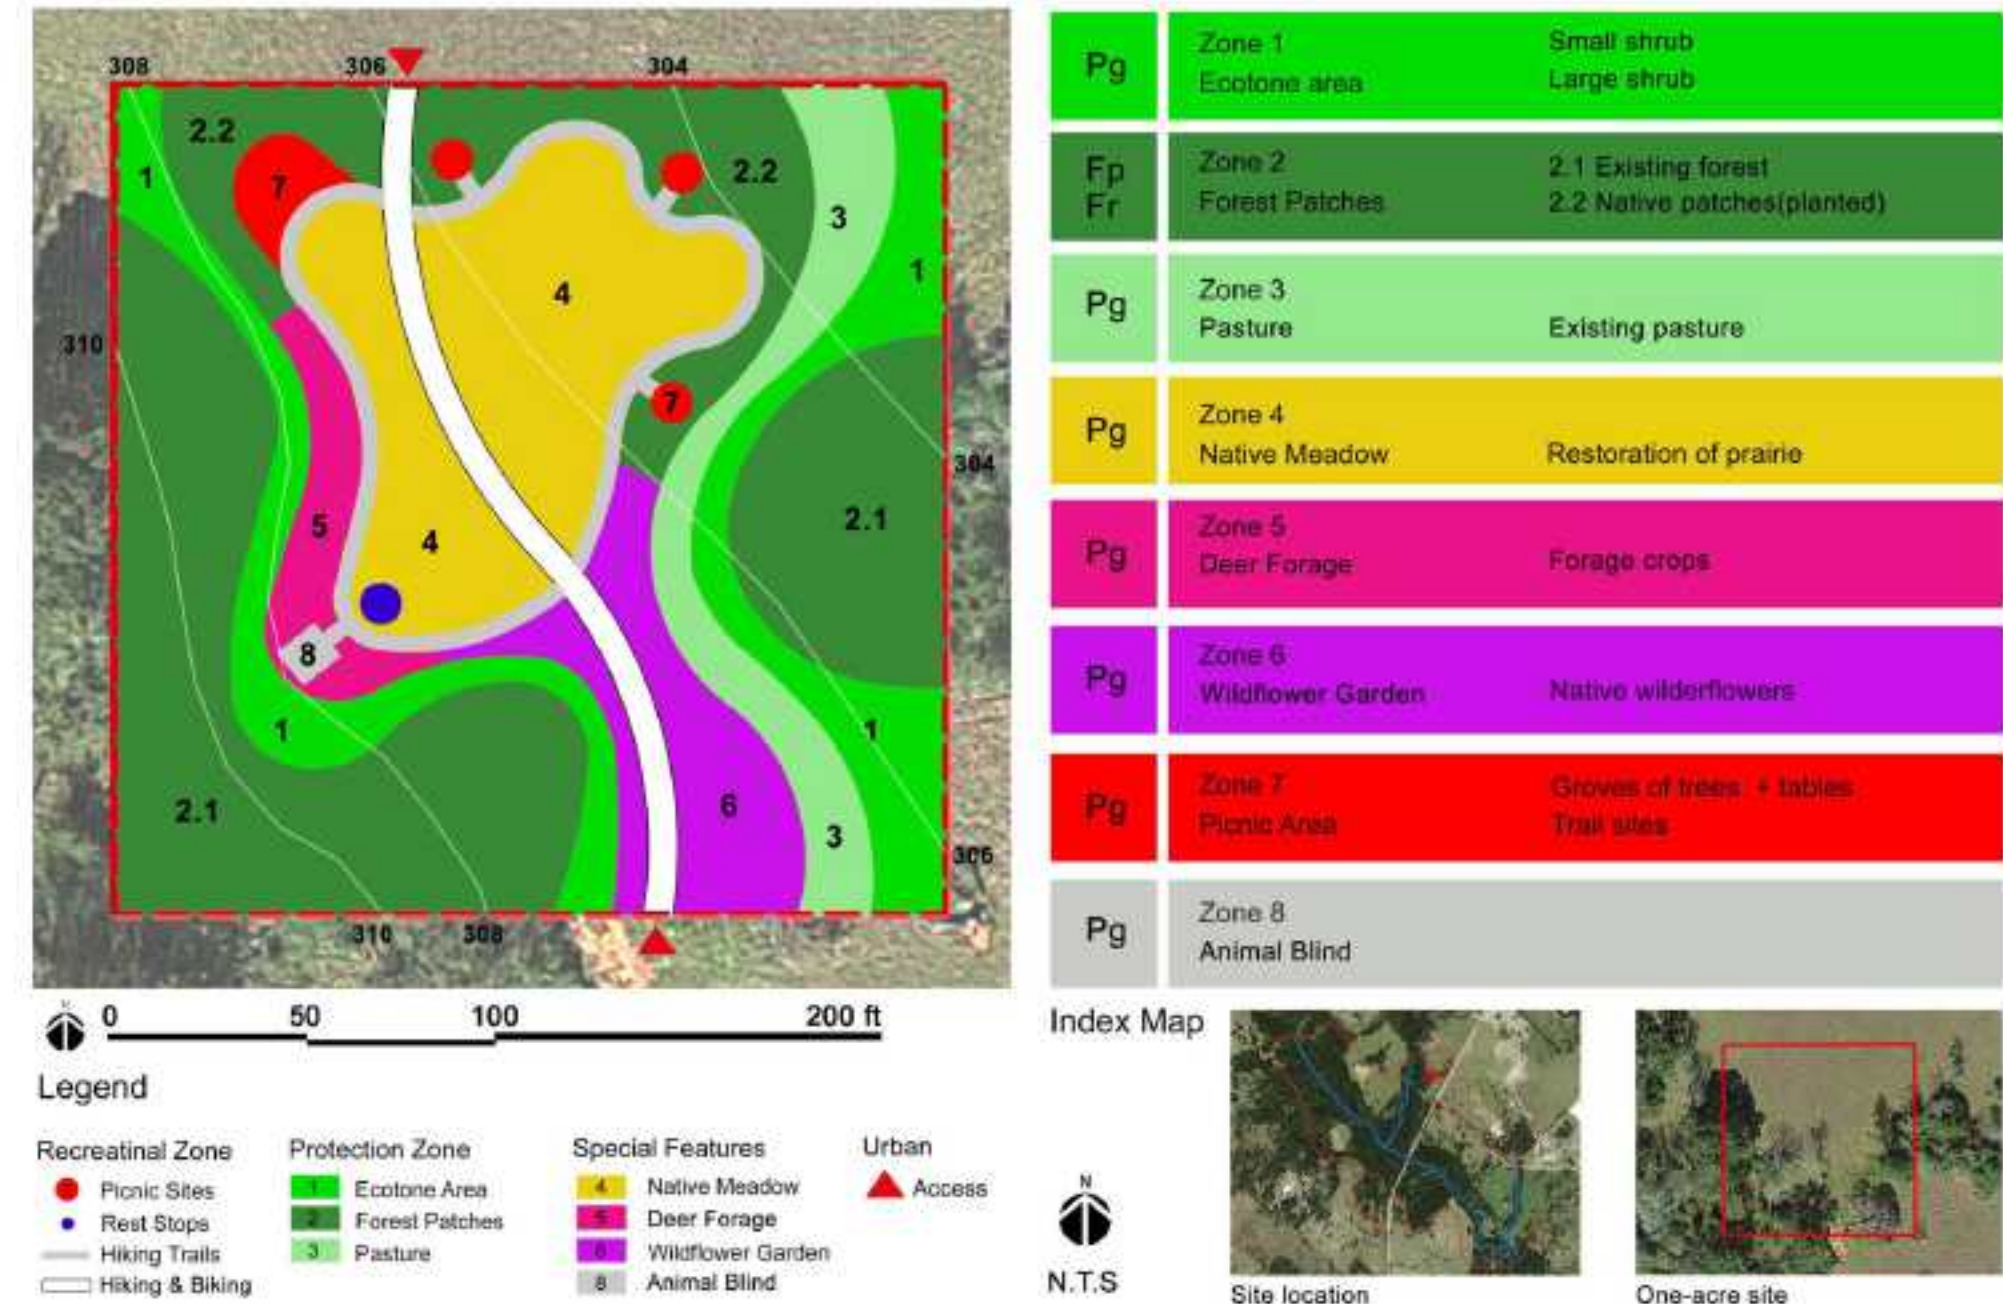 308
306
304
2.2
7
1
2.2
3
1
4
310
7
304
5
4
2.1
8
1
1
2.1
6
3
306
310
308
Pg
Zone 1
Ecotone area
Small shrub
Large shrub
Fp
Fr
Zone 2
Forest Patches
2.1 Existing forest
2.2 Native patches(planted)
Pg
Zone 3
Pasture
Existing pasture
Pg
Zone 4
Native Meadow
Restoration of prairie
Pg
Zone 5
Deer Forage
Forage crops
Pg
Zone 6
Wildflower Garden
Native wilderflowers
Pg
Zone 7
Picnic Area
Groves of trees + tables
Trail sites
Pg
Zone 8
Animal Blind
N
0 50 100 200 ft
Legend
Recreatinal Zone
Picnic Sites
Rest Stops
Hiking Trails
Hiking & Biking
Protection Zone
1 Ecotone Area
2 Forest Patches
3 Pasture
Special Features
4 Native Meadow
5 Deer Forage
6 Wildflower Garden
8 Animal Blind
Urban
Access
Index Map
N
N.T.S
Site location
One-acre site